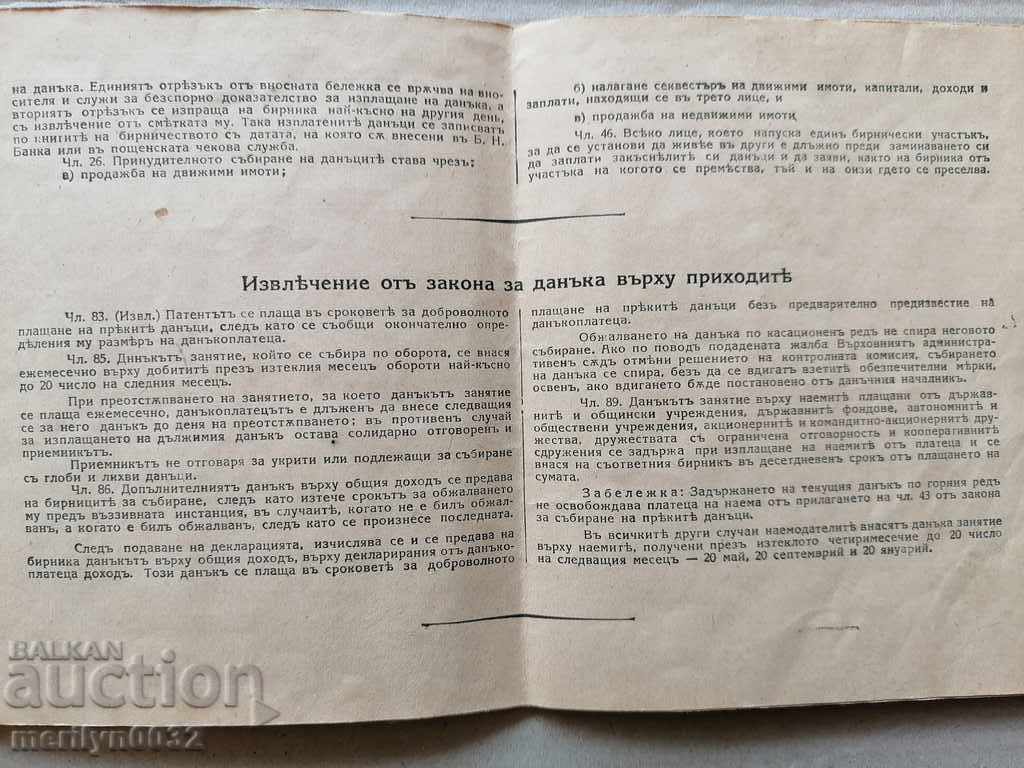 на данъка. Единиятъ отрѣзъкъ отъ вносната бележка се врѫчва на вно-
сителя и служи за безспорно доказателство за изплащане на данъка, а
вториятъ отрѣзъкъ се изпраща на бирника най-късно на другия день,
съ извлѣчение отъ смѣтката му. Така изплатенитѣ данъци се записватъ
по книгитѣ на бирничеството съ датата, на която сѫ внесени въ Б. Н.
Банка или въ пощенската чекова служба.
Чл. 26. Принудителното събиране на данъцитѣ става чрезъ;
а) продажба на движими имоти;
б) налагане секвестъръ на движими имоти, капитали, доходи и
заплати, находящи се въ трето лице, и
в) продажба на недвижими имоти.
Чл. 46. Всѣко лице, което напуска единъ бирнически участъкъ,
за да се установи да живѣе въ други е длъжно преди заминаването си
да заплати закъснѣлитѣ си данъци и да заяви, както на бирника отъ
участъка на когото се премѣства, тъй и на онзи гдето се преселва.
Извлѣчение отъ закона за данъка върху приходитѣ
Чл. 83. (Извл.) Патентътъ се плаща въ сроковетѣ за доброволното
плащане на прѣкитѣ данъци, следъ като се съобщи окончателно опре-
дѣления му размѣръ на данъкоплатеца.
Чл. 85. Диикътъ занятие, който се събира по оборота, се внася
ежемесечно върху добититѣ презъ изтеклия месецъ обороти най-късно
до 20 число на следния месецъ.
При преотстѫпването на занятието, за което данъкътъ занятие
се плаща ежемесечно, данъкоплатецътъ е длъженъ да внесе следващия
се за него данъкъ до деня на преотстѫпването; въ противенъ случай
за изплащането на дължимия данъкъ остава солидарно отговоренъ и
приемникътъ.
Приемникътъ не отговаря за укрити или подлежащи за събиране
съ глоби и лихви данъци.
Чл. 86. Допълнителниятъ данъкъ върху общия доходъ се предава
на бирницитѣ за събиране, следъ като изтече срокътъ за обжалването
му предъ въззивната инстанция, въ случаитѣ, когато не е билъ обжал-
ванъ, а когато е билъ обжалванъ, следъ като се произнесе последната.
Следъ подаване на декларацията, изчислява се и се предава на
бирника данъкътъ върху общия доходъ, върху декларирания отъ данъко-
платеца доходъ. Този данъкъ се плаща въ сроковетѣ за доброволното
плащане на прѣкитѣ данъци безъ предварително предизвестие на
данъкоплатеца.
Обжалването на данъка по касационенъ редъ не спира неговото
събиране. Ако по поводъ подадената жалба Върховниятъ администра-
тивенъ сѫдъ отмѣни решението на контролната комисия, събирането
на данъка се спира, безъ да се вдигатъ взетитѣ обезпечителни мѣрки,
освенъ, ако вдигането бѫде постановено отъ данъчния началникъ.
Чл. 89. Данъкътъ занятие върху наемитѣ плащани отъ държав-
нитѣ и общински учреждения, държавнитѣ фондове, автономнитѣ и
обществени учреждения, акционернитѣ и командитно-акционернитѣ дру-
жества, дружествата съ ограничена отговорность и кооперативнитѣ
сдружения се задържа при изплащане на наемитѣ отъ платеца и се
внася на съответния бирникъ въ десетдневенъ срокъ отъ плащането на
сумата.
Забележка: Задържането на текущия данъкъ по горния редъ
не освобождава платеца на наема отъ прилагането на чл. 43 отъ закона
за събиране на прѣкитѣ данъци.
Въ всичкитѣ други случаи наемодателитѣ внасятъ данъка занятие
върху наемитѣ, получени презъ изтеклото четиримесечие до 20 число
на следващия месецъ — 20 май, 20 септемврий и 20 януарий.
BALKAN
auction
merilyn0032